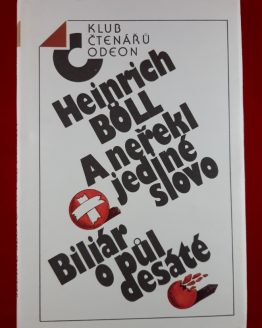 KLUB
ČTENÁŘŮ
ODEON
Heinrich
BÖLL
A neřekl
jediné
slovo
Biliár
o půl
desáté